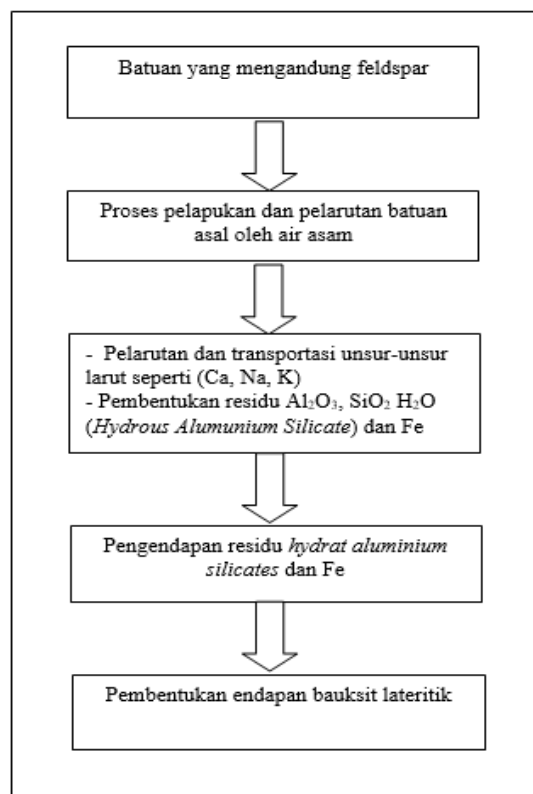 Batuan yang mengandung feldspar
Proses pelapukan dan pelarutan batuan
asal oleh air asam
- Pelarutan dan transportasi unsur-unsur
larut seperti (Ca, Na, K)
- Pembentukan residu Al₂O₃, SiO₂ H₂O
(Hydrous Alumunium Silicate) dan Fe
Pengendapan residu hydrat aluminium
silicates dan Fe
Pembentukan endapan bauksit lateritik